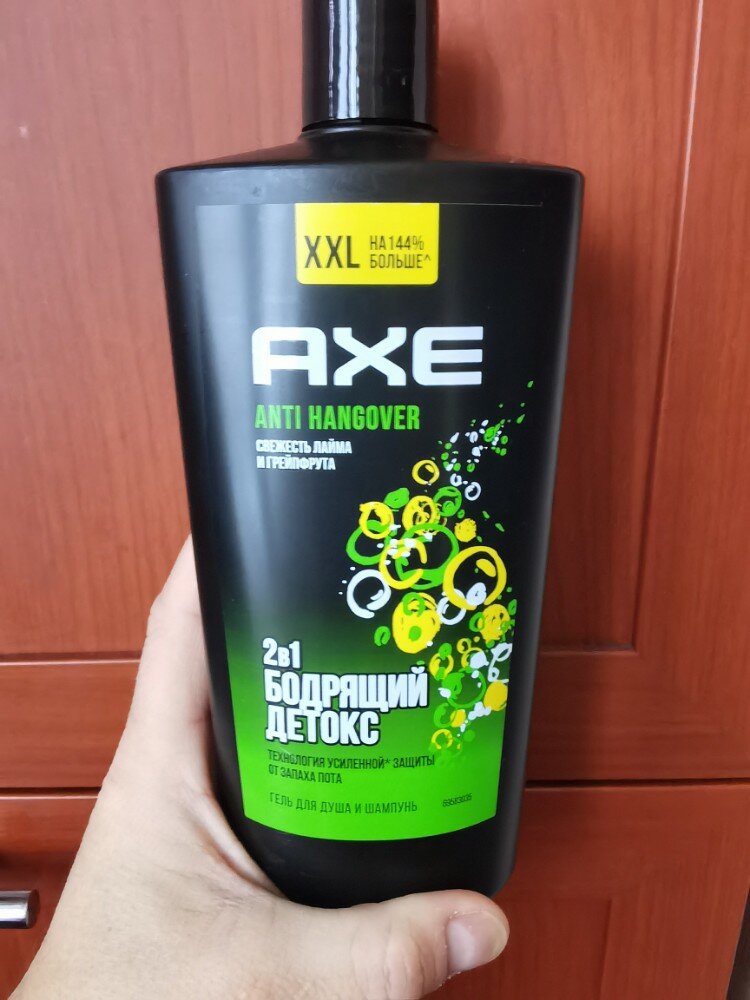 XXL НА 144%
БОЛЬШЕ^
AXE
ANTI HANGOVER
СВЕЖЕСТЬ ЛАЙМА
И ГРЕЙПФРУТА
2в1
БОДРЯЩИЙ
ДЕТОКС
ТЕХНОЛОГИЯ УСИЛЕННОЙ* ЗАЩИТЫ
ОТ ЗАПАХА ПОТА
ГЕЛЬ ДЛЯ ДУША И ШАМПУНЬ 69583035